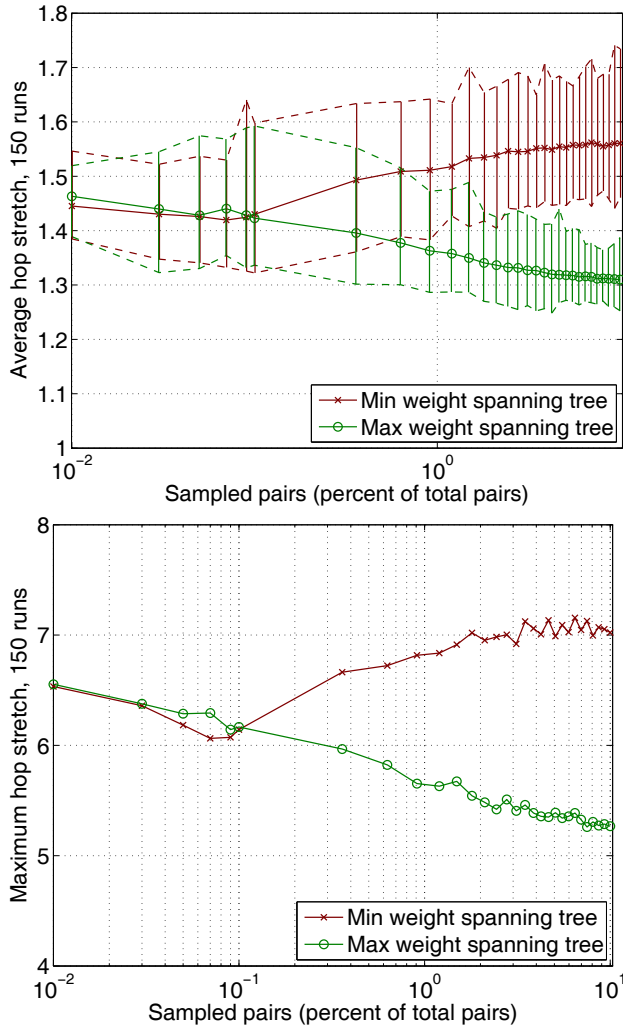 Average hop stretch, 150 runs
1.8
1.7
1.6
1.5
1.4
1.3
1.2
1.1
1
Min weight spanning tree
Max weight spanning tree
10^-2
10^0
Sampled pairs (percent of total pairs)
Maximum hop stretch, 150 runs
8
7
6
5
4
Min weight spanning tree
Max weight spanning tree
10^-2
10^-1
10^0
10^1
Sampled pairs (percent of total pairs)